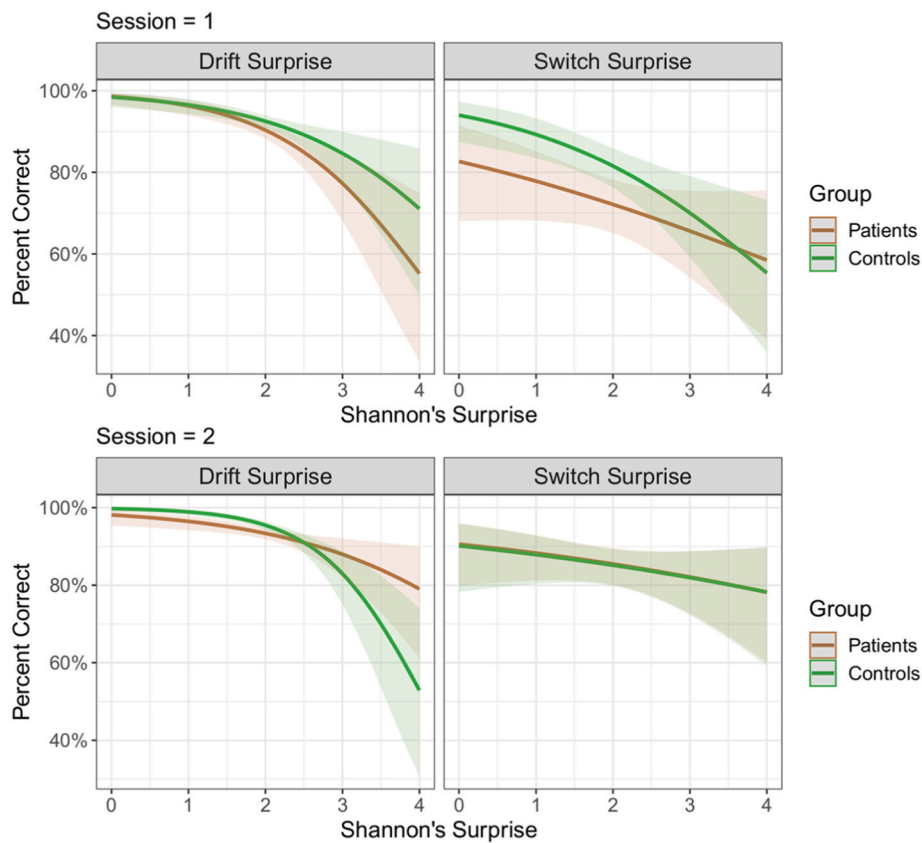 Session = 1
Drift Surprise
Switch Surprise
100%
80%
60%
40%
Percent Correct
0 1 2 3 4
0 1 2 3 4
Shannon's Surprise
Group
Patients
Controls
Session = 2
Drift Surprise
Switch Surprise
100%
80%
60%
40%
Percent Correct
0 1 2 3 4
0 1 2 3 4
Shannon's Surprise
Group
Patients
Controls